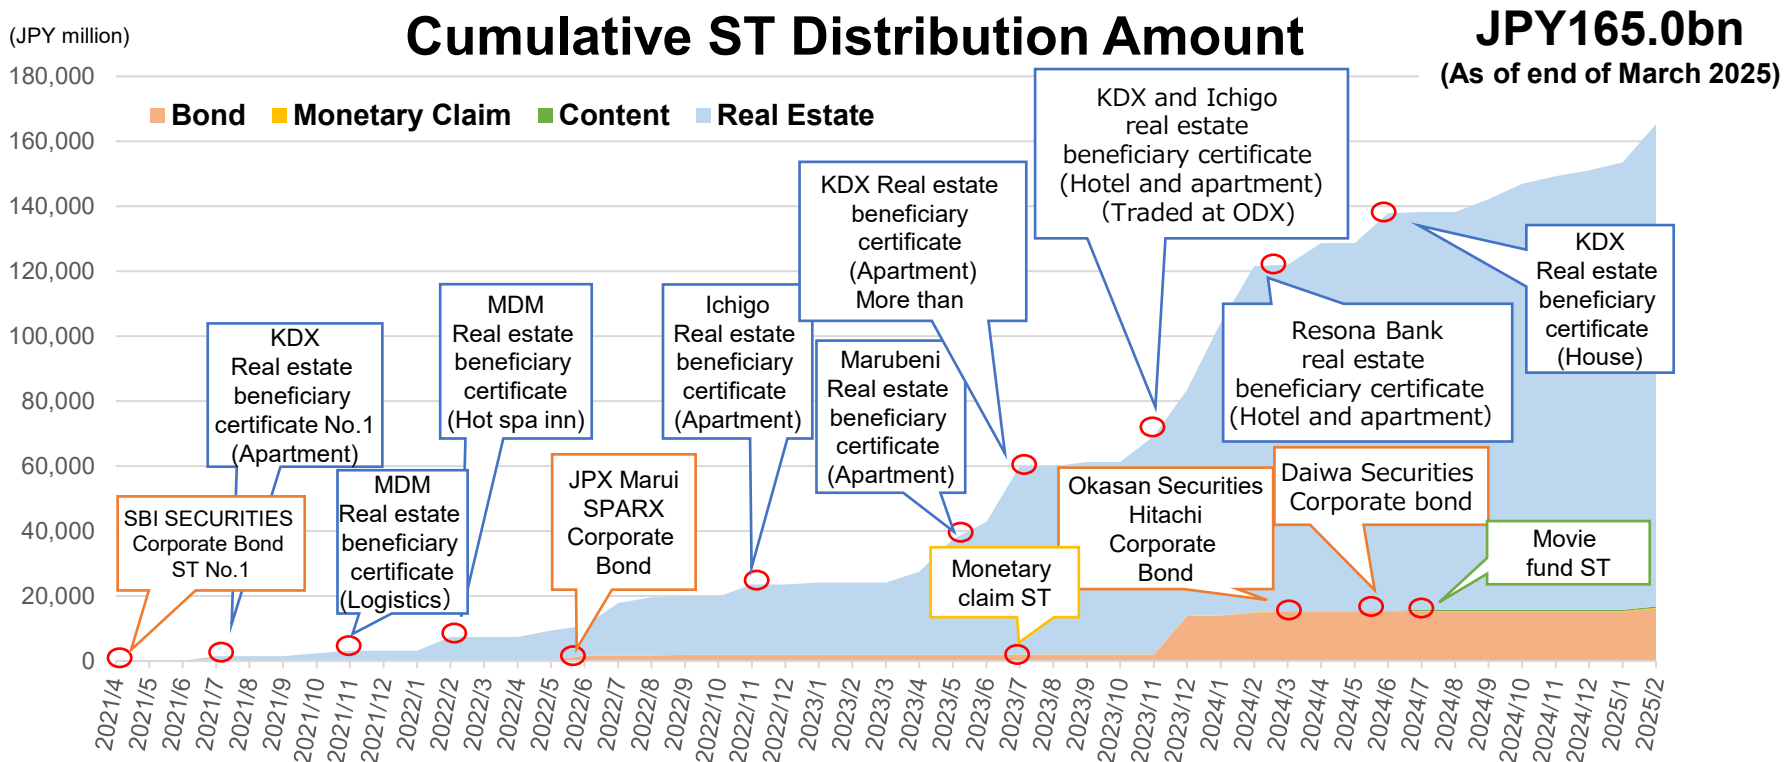 (JPY million)
Cumulative ST Distribution Amount
JPY165.0bn
(As of end of March 2025)
Bond
Monetary Claim
Content
Real Estate
180,000
160,000
140,000
120,000
100,000
80,000
60,000
40,000
20,000
0
SBI SECURITIES
Corporate Bond
ST No.1
KDX
Real estate
beneficiary
certificate No.1
(Apartment)
MDM
Real estate
beneficiary
certificate
(Logistics)
MDM
Real estate
beneficiary
certificate
(Hot spa inn)
JPX Marui
SPARX
Corporate
Bond
Ichigo
Real estate
beneficiary
certificate
(Apartment)
Marubeni
Real estate
beneficiary
certificate
(Apartment)
KDX Real estate
beneficiary
certificate
(Apartment)
More than
Monetary
claim ST
KDX and Ichigo
real estate
beneficiary certificate
(Hotel and apartment)
(Traded at ODX)
Okasan Securities
Hitachi
Corporate
Bond
Resona Bank
real estate
beneficiary certificate
(Hotel and apartment)
Daiwa Securities
Corporate bond
KDX
Real estate
beneficiary
certificate
(House)
Movie
fund ST
2021/4
2021/5
2021/6
2021/7
2021/8
2021/9
2021/10
2021/11
2021/12
2022/1
2022/2
2022/3
2022/4
2022/5
2022/6
2022/7
2022/8
2022/9
2022/10
2022/11
2022/12
2023/1
2023/2
2023/3
2023/4
2023/5
2023/6
2023/7
2023/8
2023/9
2023/10
2023/11
2023/12
2024/1
2024/2
2024/3
2024/4
2024/5
2024/6
2024/7
2024/8
2024/9
2024/10
2024/11
2024/12
2025/1
2025/2